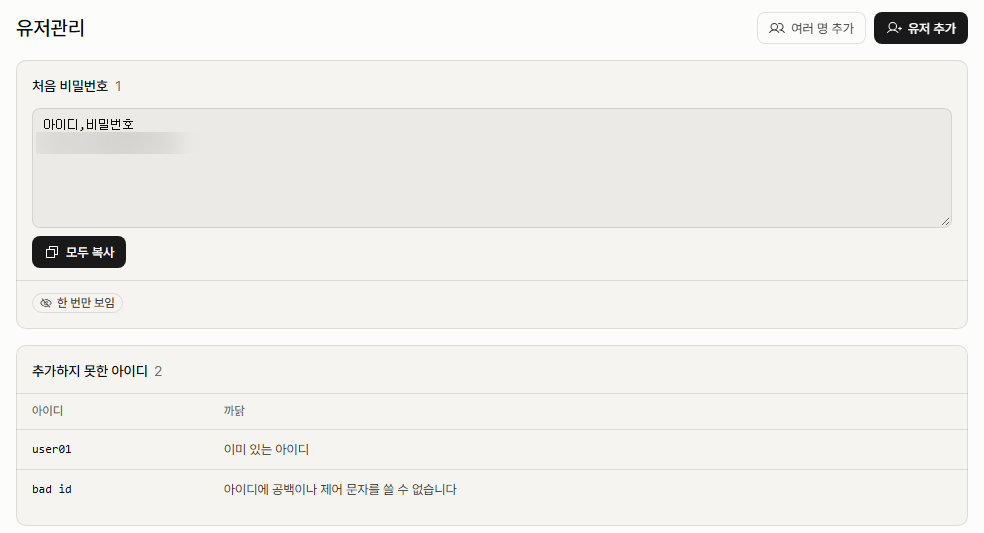 유저관리
여러 명 추가
유저 추가
처음 비밀번호 1
아이디,비밀번호
모두 복사
한 번만 보임
추가하지 못한 아이디 2
아이디 까닭
user01 이미 있는 아이디
bad id 아이디에 공백이나 제어 문자를 쓸 수 없습니다